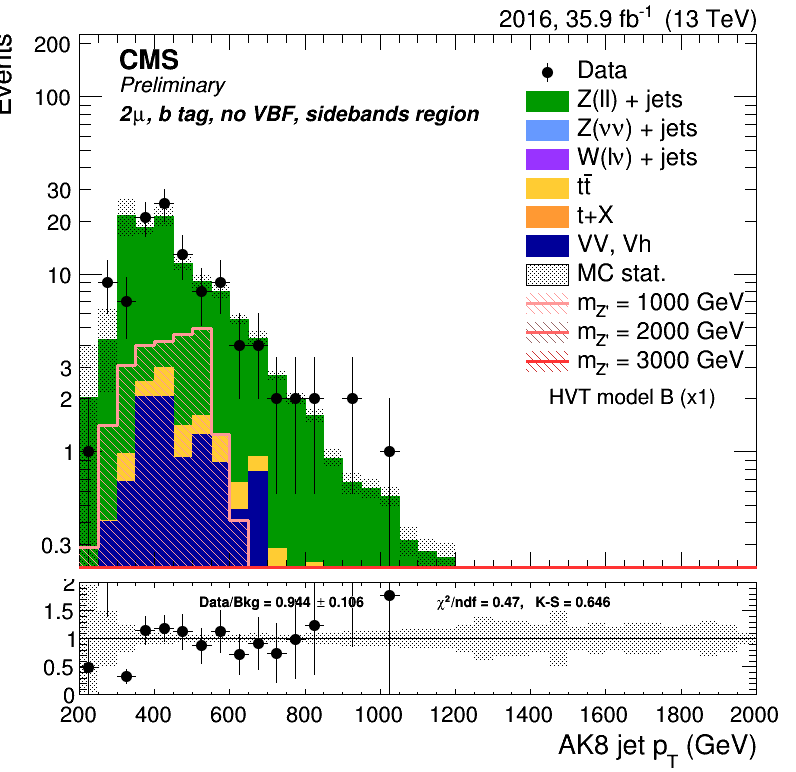 2016, 35.9 fb⁻¹ (13 TeV)
Events
CMS
Preliminary
2μ, b tag, no VBF, sidebands region
Data
Z(ll) + jets
Z(νν) + jets
W(lν) + jets
tt̄
t+X
VV, Vh
MC stat.
m_Z' = 1000 GeV
m_Z' = 2000 GeV
m_Z' = 3000 GeV
HVT model B (x1)
200
100
30
20
10
3
2
1
0.3
Data/Bkg = 0.944 ± 0.106
χ²/ndf = 0.47, K-S = 0.646
2
1.5
1
0.5
0
200 400 600 800 1000 1200 1400 1600 1800 2000
AK8 jet p_T (GeV)